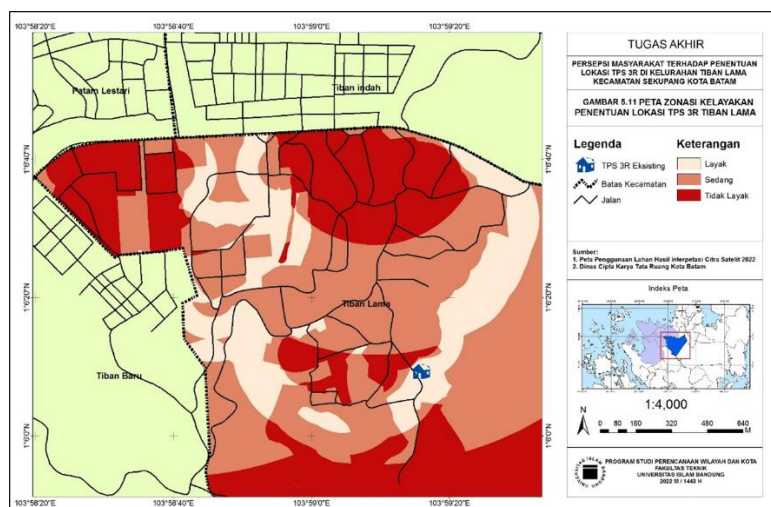 103°58'20"E
103°58'40"E
103°59'0"E
103°59'20"E
1°6'40"N
1°6'20"N
1°6'0"N
Patam Lestari
Tiban indah
Tiban Lama
Tiban Baru
1°6'40"N
1°6'20"N
1°6'0"N
103°58'20"E
103°58'40"E
103°59'0"E
103°59'20"E
TUGAS AKHIR
PERSEPSI MASYARAKAT TERHADAP PENENTUAN
LOKASI TPS 3R DI KELURAHAN TIBAN LAMA
KECAMATAN SEKUPANG KOTA BATAM
GAMBAR 5.11 PETA ZONASI KELAYAKAN
PENENTUAN LOKASI TPS 3R TIBAN LAMA
Legenda
TPS 3R Eksisting
Batas Kecamatan
Jalan
Keterangan
Layak
Sedang
Tidak Layak
Sumber:
1. Peta Penggunaan Lahan Hasil Interpetasi Citra Satelit 2022
2. Dinas Cipta Karya Tata Ruang Kota Batam
Indeks Peta
1:4,000
N
0 80 160 320 480 640
M
PROGRAM STUDI PERENCANAAN WILAYAH DAN KOTA
FAKULTAS TEKNIK
UNIVERSITAS ISLAM BANDUNG
2022 M / 1443 H